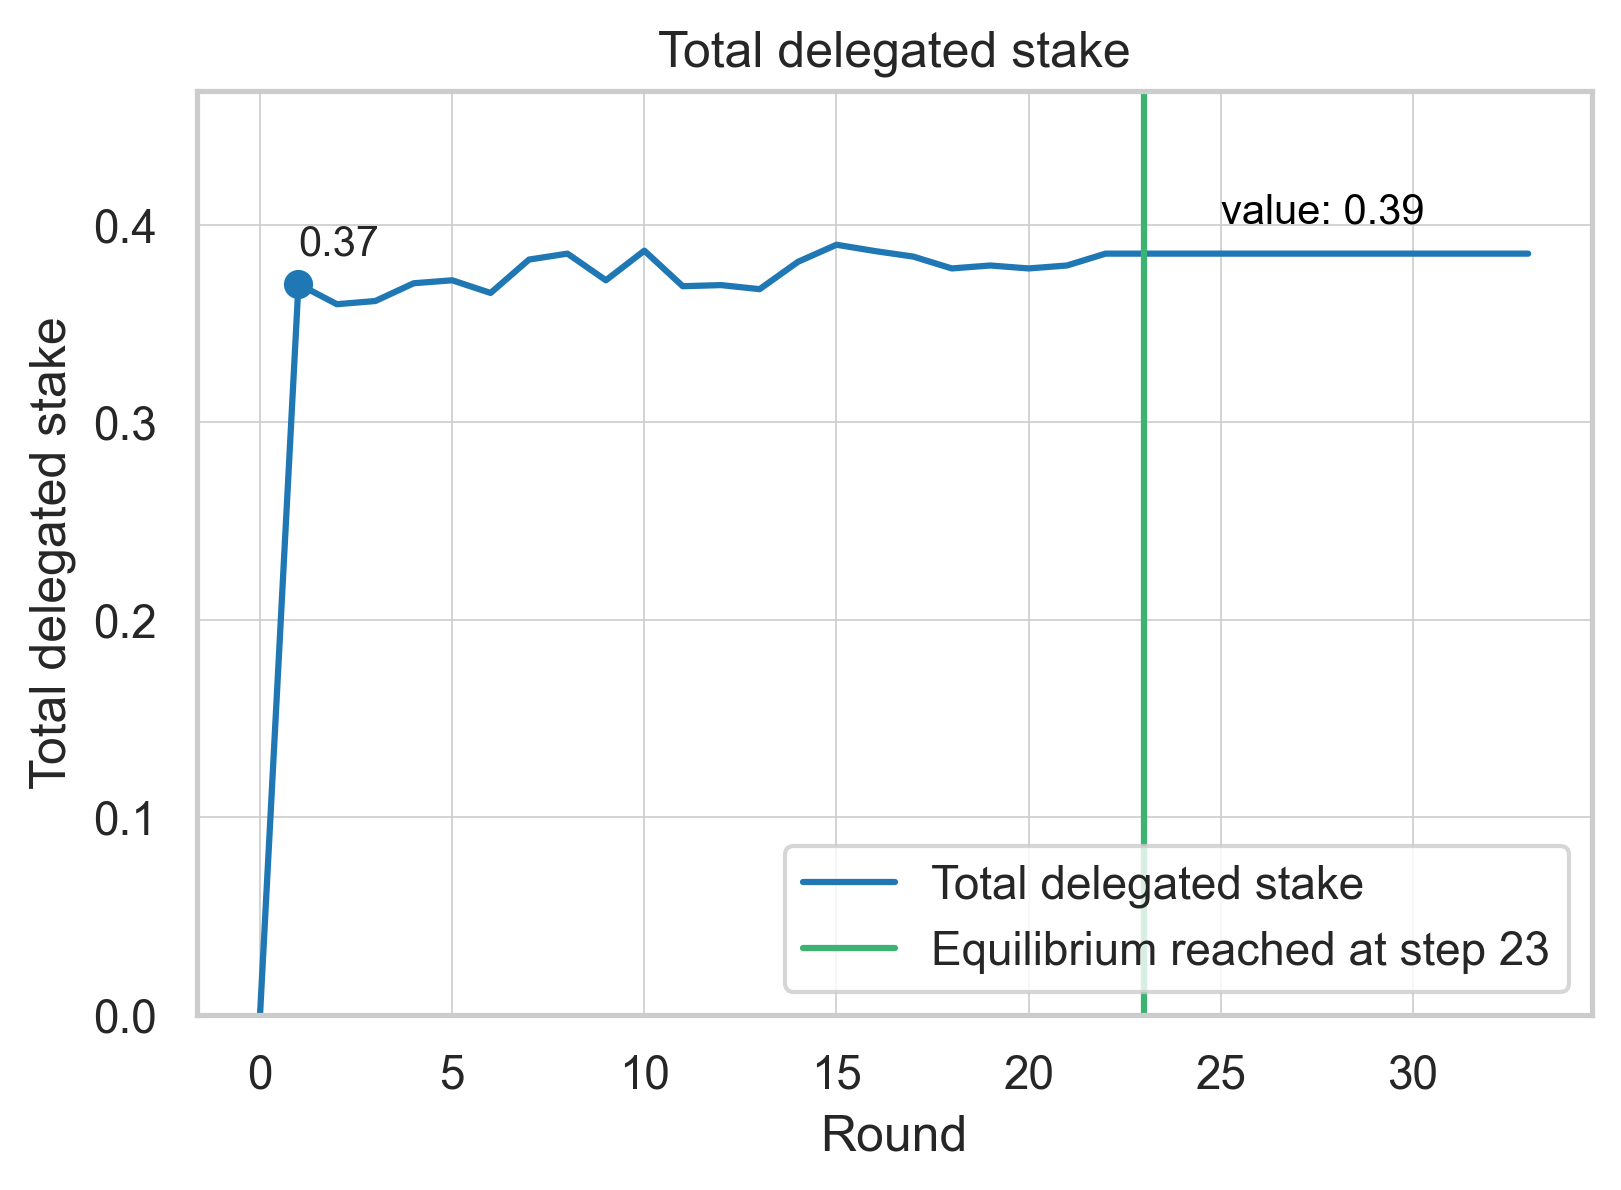 Total delegated stake
value: 0.39
0.37
Total delegated stake
0.4
0.3
0.2
0.1
0.0
Total delegated stake
Equilibrium reached at step 23
0 5 10 15 20 25 30
Round